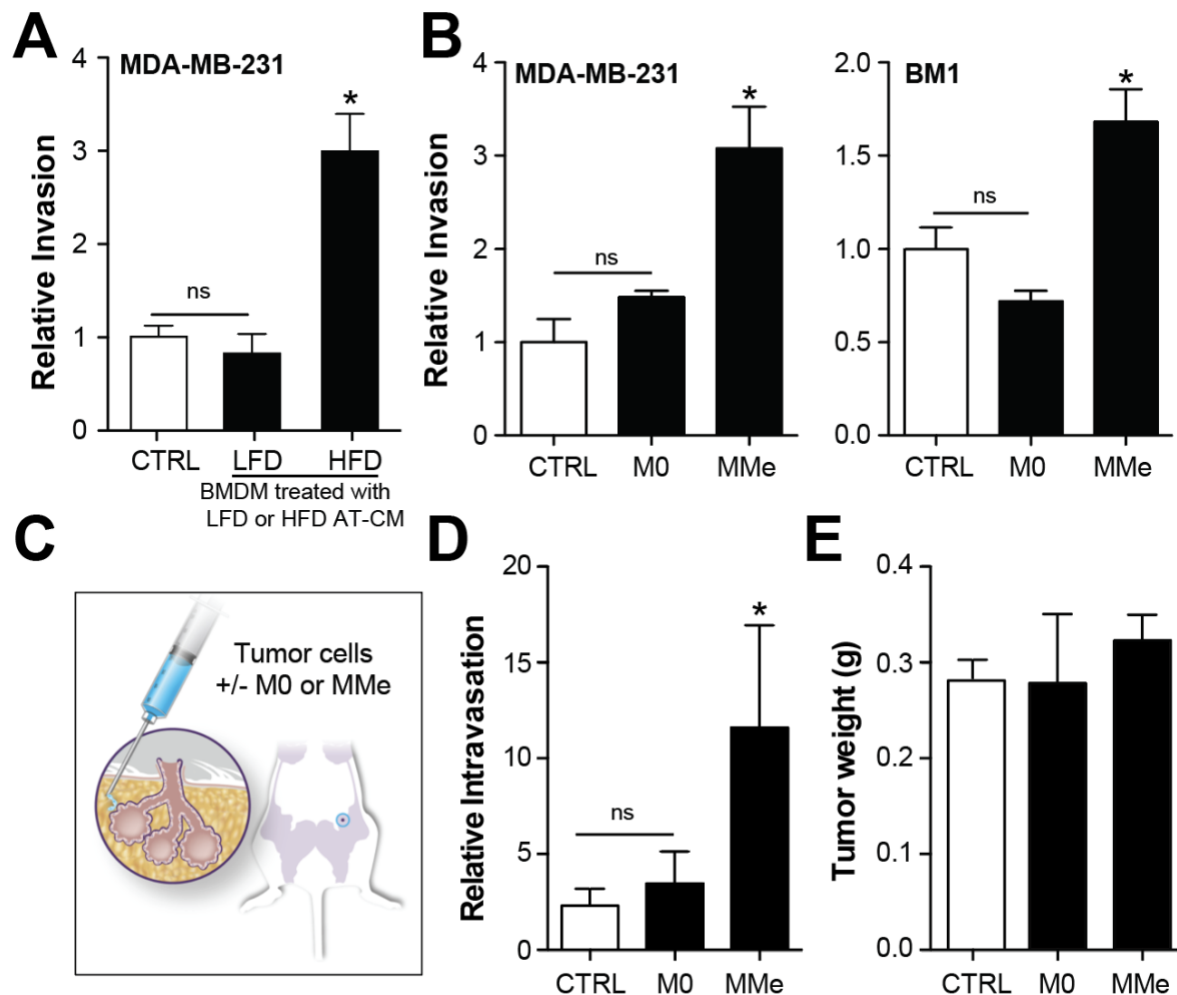 A
MDA-MB-231
Relative Invasion
4
3
2
1
0
*
ns
CTRL
LFD
HFD
BMDM treated with
LFD or HFD AT-CM
B
MDA-MB-231
Relative Invasion
4
3
2
1
0
*
ns
CTRL
M0
MMe
BM1
2.0
1.5
1.0
0.5
0.0
*
ns
CTRL
M0
MMe
C
Tumor cells
+/- M0 or MMe
D
Relative Intravasation
20
15
10
5
0
*
ns
CTRL
M0
MMe
E
Tumor weight (g)
0.4
0.3
0.2
0.1
0.0
CTRL
M0
MMe